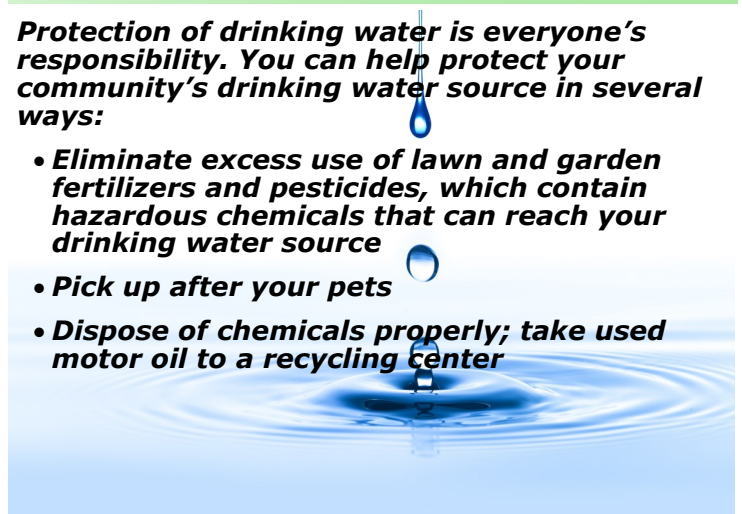 Protection of drinking water is everyone’s
responsibility. You can help protect your
community’s drinking water source in several
ways:
• Eliminate excess use of lawn and garden
fertilizers and pesticides, which contain
hazardous chemicals that can reach your
drinking water source
• Pick up after your pets
• Dispose of chemicals properly; take used
motor oil to a recycling center